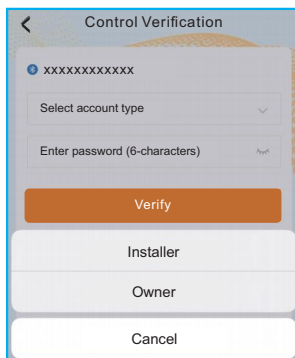 Control Verification
xxxxxxxxxxxx
Select account type
Enter password (6-characters)
Verify
Installer
Owner
Cancel